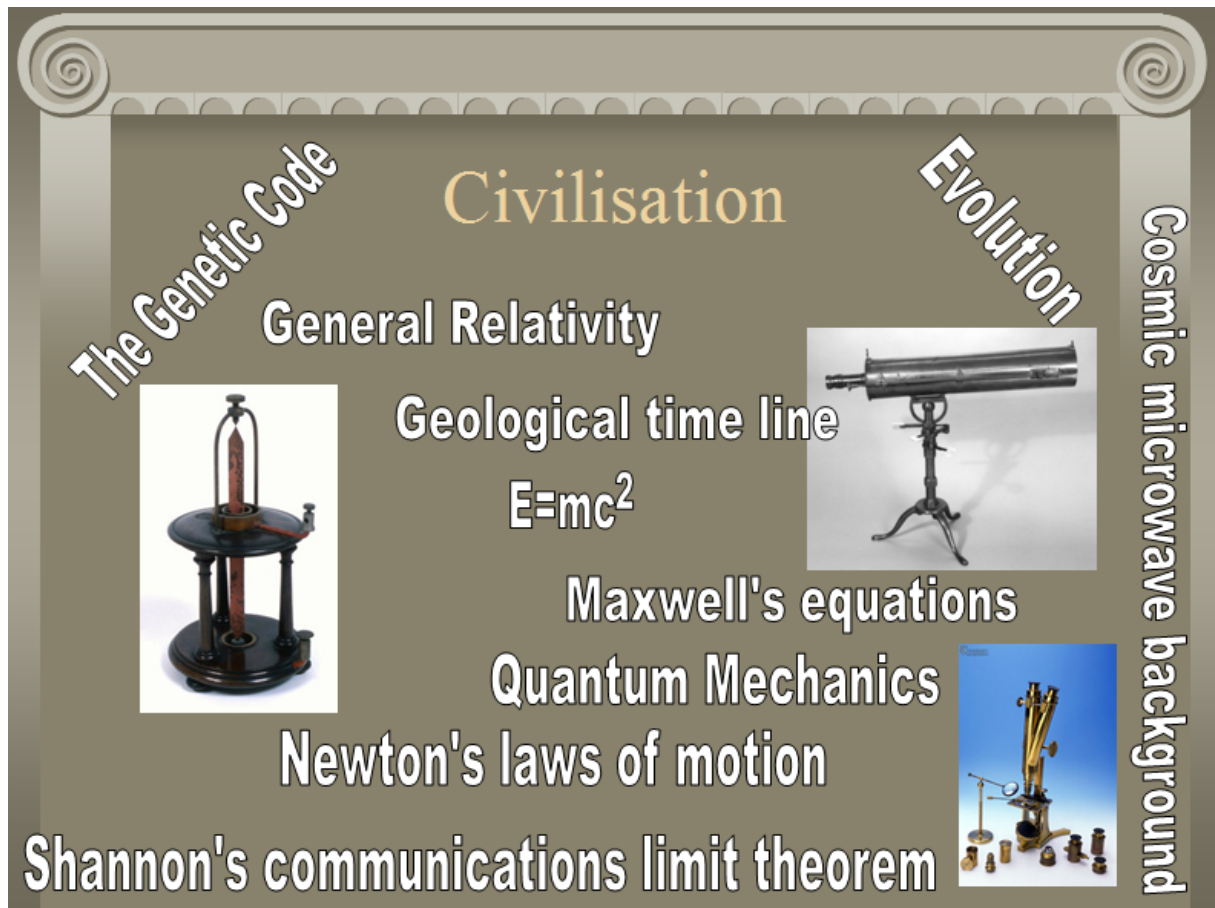 Civilisation
The Genetic Code
Evolution
General Relativity
Cosmic microwave background
Geological time line
E=mc²
Maxwell's equations
Quantum Mechanics
Newton's laws of motion
Shannon's communications limit theorem